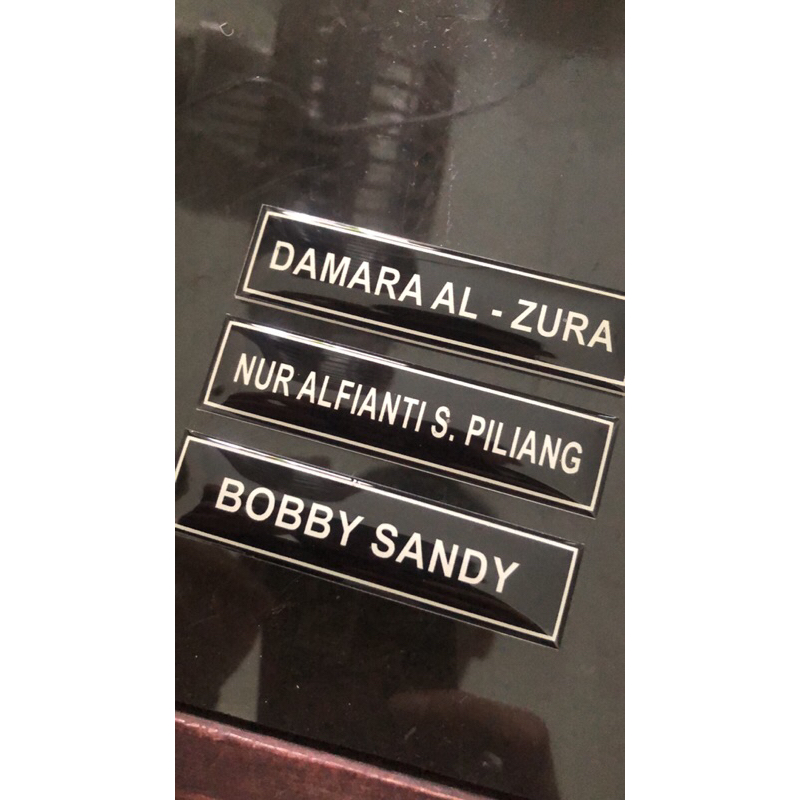 DAMARA AL - ZURA
NUR ALFIANTI S. PILIANG
BOBBY SANDY